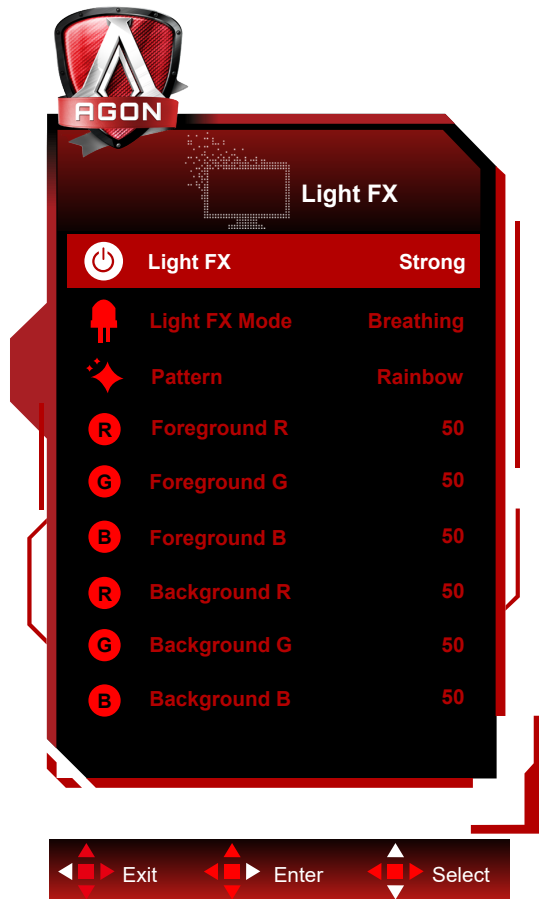 AGON
Light FX
Light FX Strong
Light FX Mode Breathing
Pattern Rainbow
R Foreground R 50
G Foreground G 50
B Foreground B 50
R Background R 50
G Background G 50
B Background B 50
Exit Enter Select